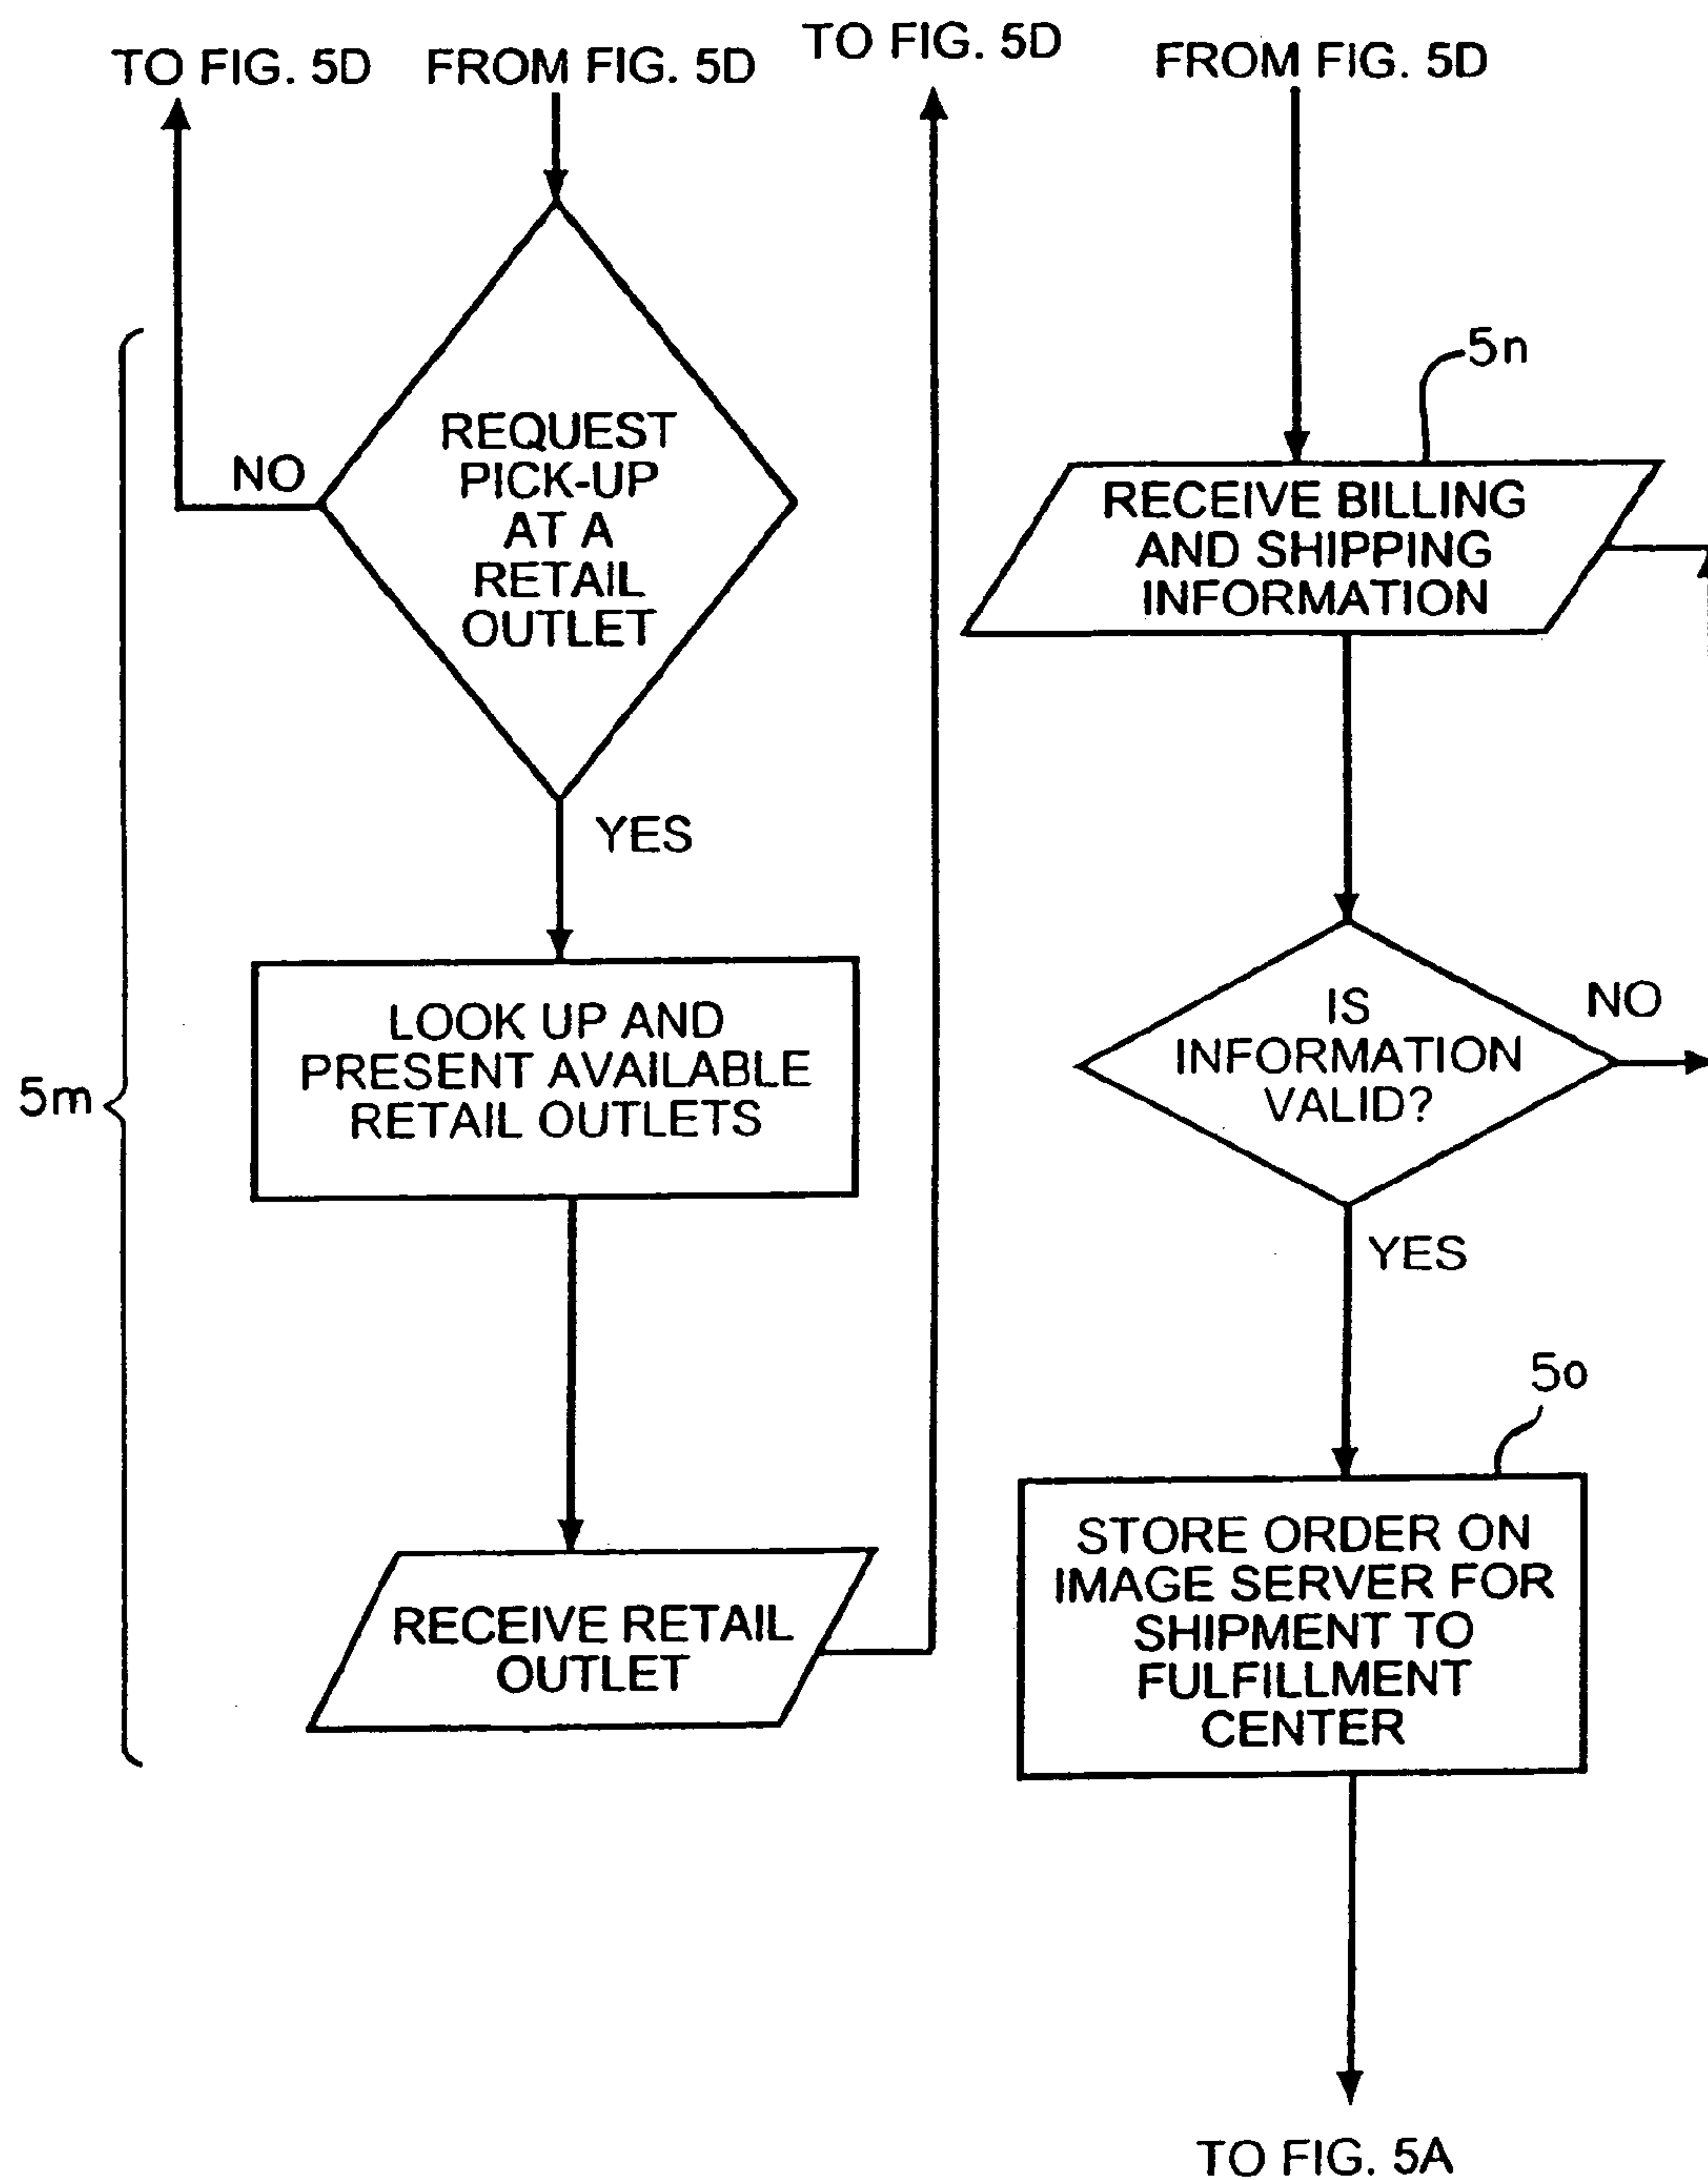 TO FIG. 5D
FROM FIG. 5D
TO FIG. 5D
FROM FIG. 5D
5m
NO
REQUEST
PICK-UP
AT A
RETAIL
OUTLET
YES
LOOK UP AND
PRESENT AVAILABLE
RETAIL OUTLETS
RECEIVE RETAIL
OUTLET
5n
RECEIVE BILLING
AND SHIPPING
INFORMATION
IS
INFORMATION
VALID?
NO
YES
5o
STORE ORDER ON
IMAGE SERVER FOR
SHIPMENT TO
FULFILLMENT
CENTER
TO FIG. 5A